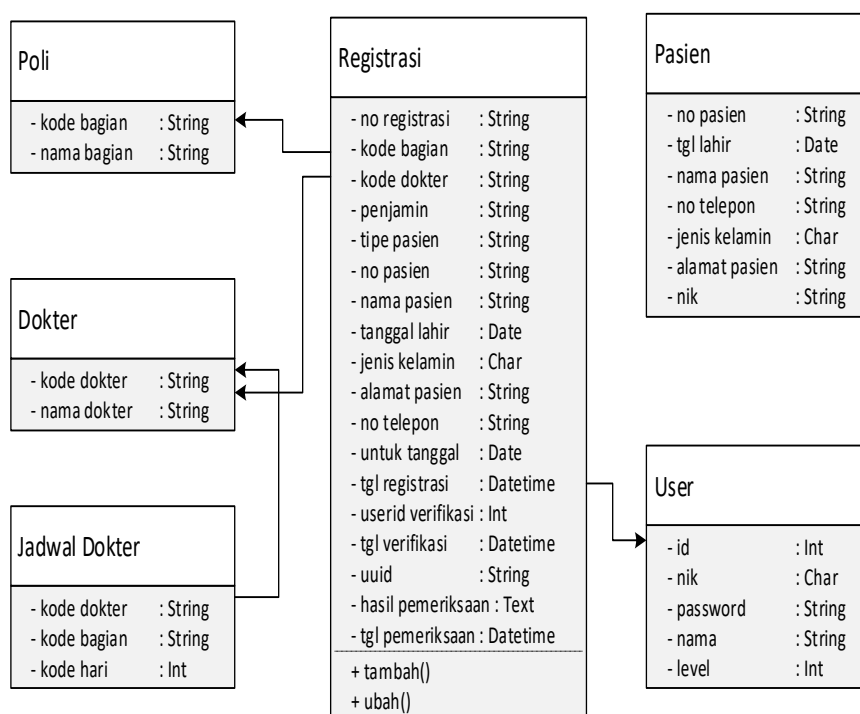 Poli
- kode bagian : String
- nama bagian : String
Dokter
- kode dokter : String
- nama dokter : String
Jadwal Dokter
- kode dokter : String
- kode bagian : String
- kode hari : Int
Registrasi
- no registrasi : String
- kode bagian : String
- kode dokter : String
- penjamin : String
- tipe pasien : String
- no pasien : String
- nama pasien : String
- tanggal lahir : Date
- jenis kelamin : Char
- alamat pasien : String
- no telepon : String
- untuk tanggal : Date
- tgl registrasi : Datetime
- userid verifikasi : Int
- tgl verifikasi : Datetime
- uuid : String
- hasil pemeriksaan : Text
- tgl pemeriksaan : Datetime
+ tambah()
+ ubah()
Pasien
- no pasien : String
- tgl lahir : Date
- nama pasien : String
- no telepon : String
- jenis kelamin : Char
- alamat pasien : String
- nik : String
User
- id : Int
- nik : Char
- password : String
- nama : String
- level : Int